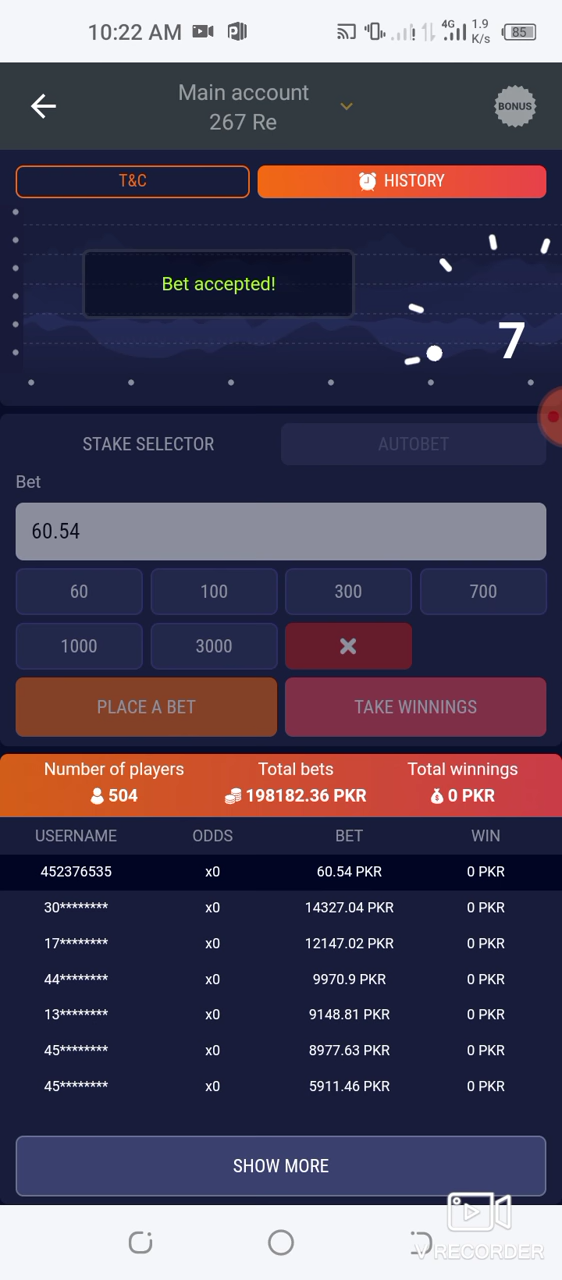 10:22 AM 4G 1.9 K/s 85
Main account
267 Re
BONUS
T&C
HISTORY
Bet accepted!
7
STAKE SELECTOR
AUTOBET
Bet
60.54
60 100 300 700
1000 3000
PLACE A BET
TAKE WINNINGS
Number of players Total bets Total winnings
504 198182.36 PKR 0 PKR
USERNAME ODDS BET WIN
452376535 x0 60.54 PKR 0 PKR
30******** x0 14327.04 PKR 0 PKR
17******** x0 12147.02 PKR 0 PKR
44******** x0 9970.9 PKR 0 PKR
13******** x0 9148.81 PKR 0 PKR
45******** x0 8977.63 PKR 0 PKR
45******** x0 5911.46 PKR 0 PKR
SHOW MORE
V RECORDER